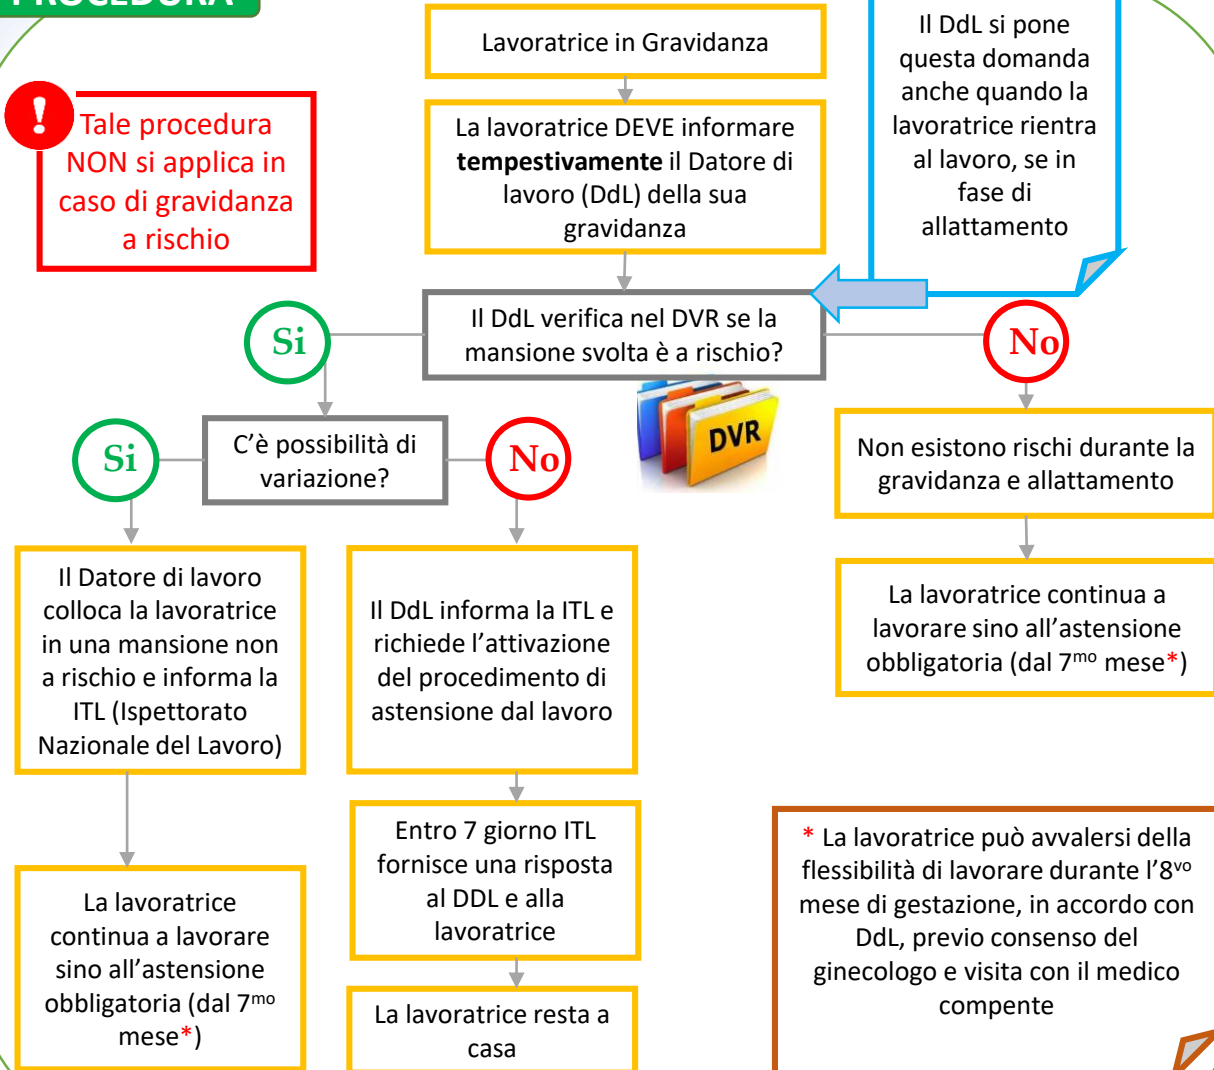 PROCEDURA
Lavoratrice in Gravidanza
Il DdL si pone
questa domanda
anche quando la
lavoratrice rientra
al lavoro, se in
fase di
allattamento
!
Tale procedura
NON si applica in
caso di gravidanza
a rischio
La lavoratrice DEVE informare
tempestivamente il Datore di
lavoro (DdL) della sua
gravidanza
Il DdL verifica nel DVR se la
mansione svolta è a rischio?
Si
No
DVR
C’è possibilità di
variazione?
Si
No
Non esistono rischi durante la
gravidanza e allattamento
Il Datore di lavoro
colloca la lavoratrice
in una mansione non
a rischio e informa la
ITL (Ispettorato
Nazionale del Lavoro)
Il DdL informa la ITL e
richiede l’attivazione
del procedimento di
astensione dal lavoro
La lavoratrice continua a
lavorare sino all’astensione
obbligatoria (dal 7mo mese*)
La lavoratrice
continua a lavorare
sino all’astensione
obbligatoria (dal 7mo
mese*)
Entro 7 giorno ITL
fornisce una risposta
al DDL e alla
lavoratrice
La lavoratrice resta a
casa
* La lavoratrice può avvalersi della
flessibilità di lavorare durante l’8vo
mese di gestazione, in accordo con
DdL, previo consenso del
ginecologo e visita con il medico
compente